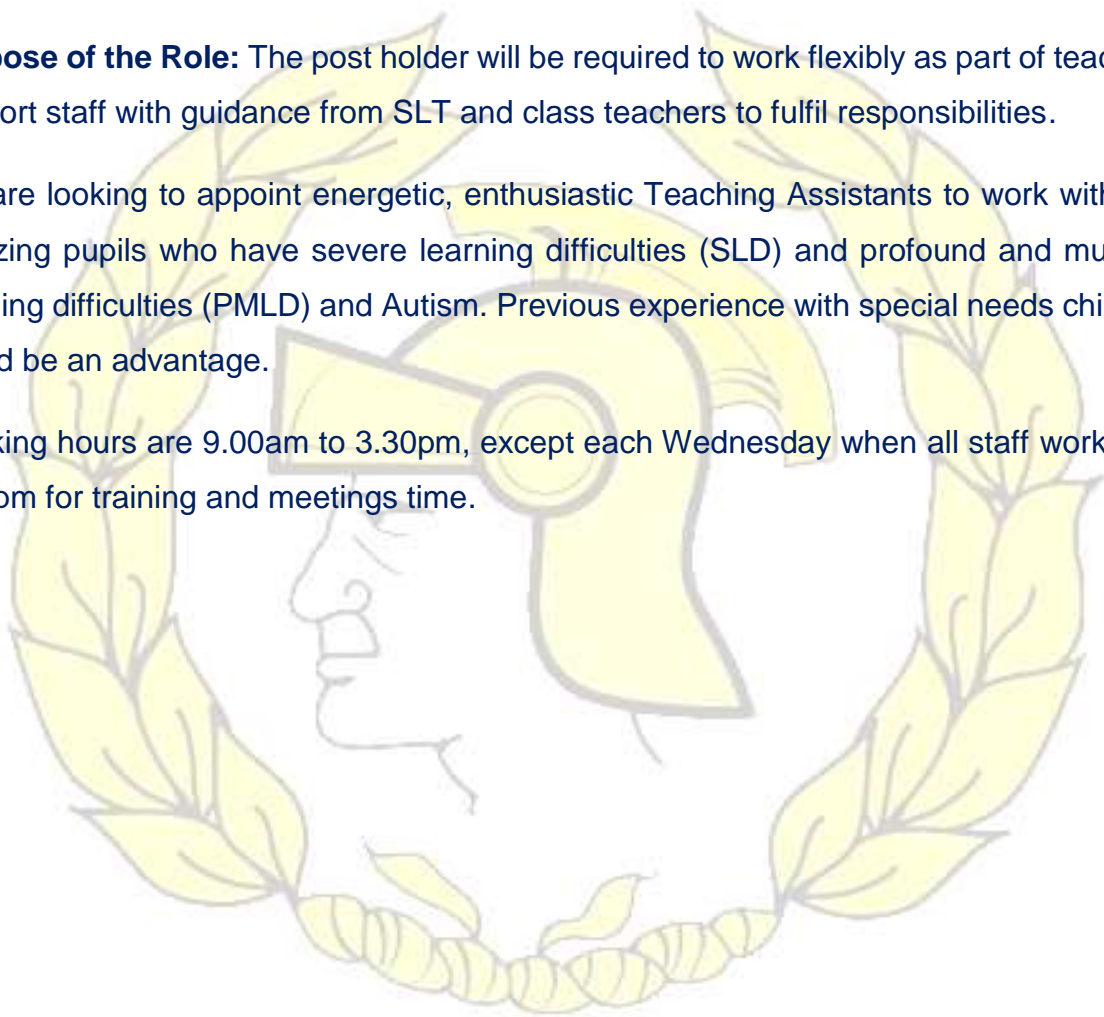 pose of the Role: The post holder will be required to work flexibly as part of teac
ort staff with guidance from SLT and class teachers to fulfil responsibilities.
are looking to appoint energetic, enthusiastic Teaching Assistants to work with
zing pupils who have severe learning difficulties (SLD) and profound and mu
ing difficulties (PMLD) and Autism. Previous experience with special needs chi
d be an advantage.
king hours are 9.00am to 3.30pm, except each Wednesday when all staff work
om for training and meetings time.